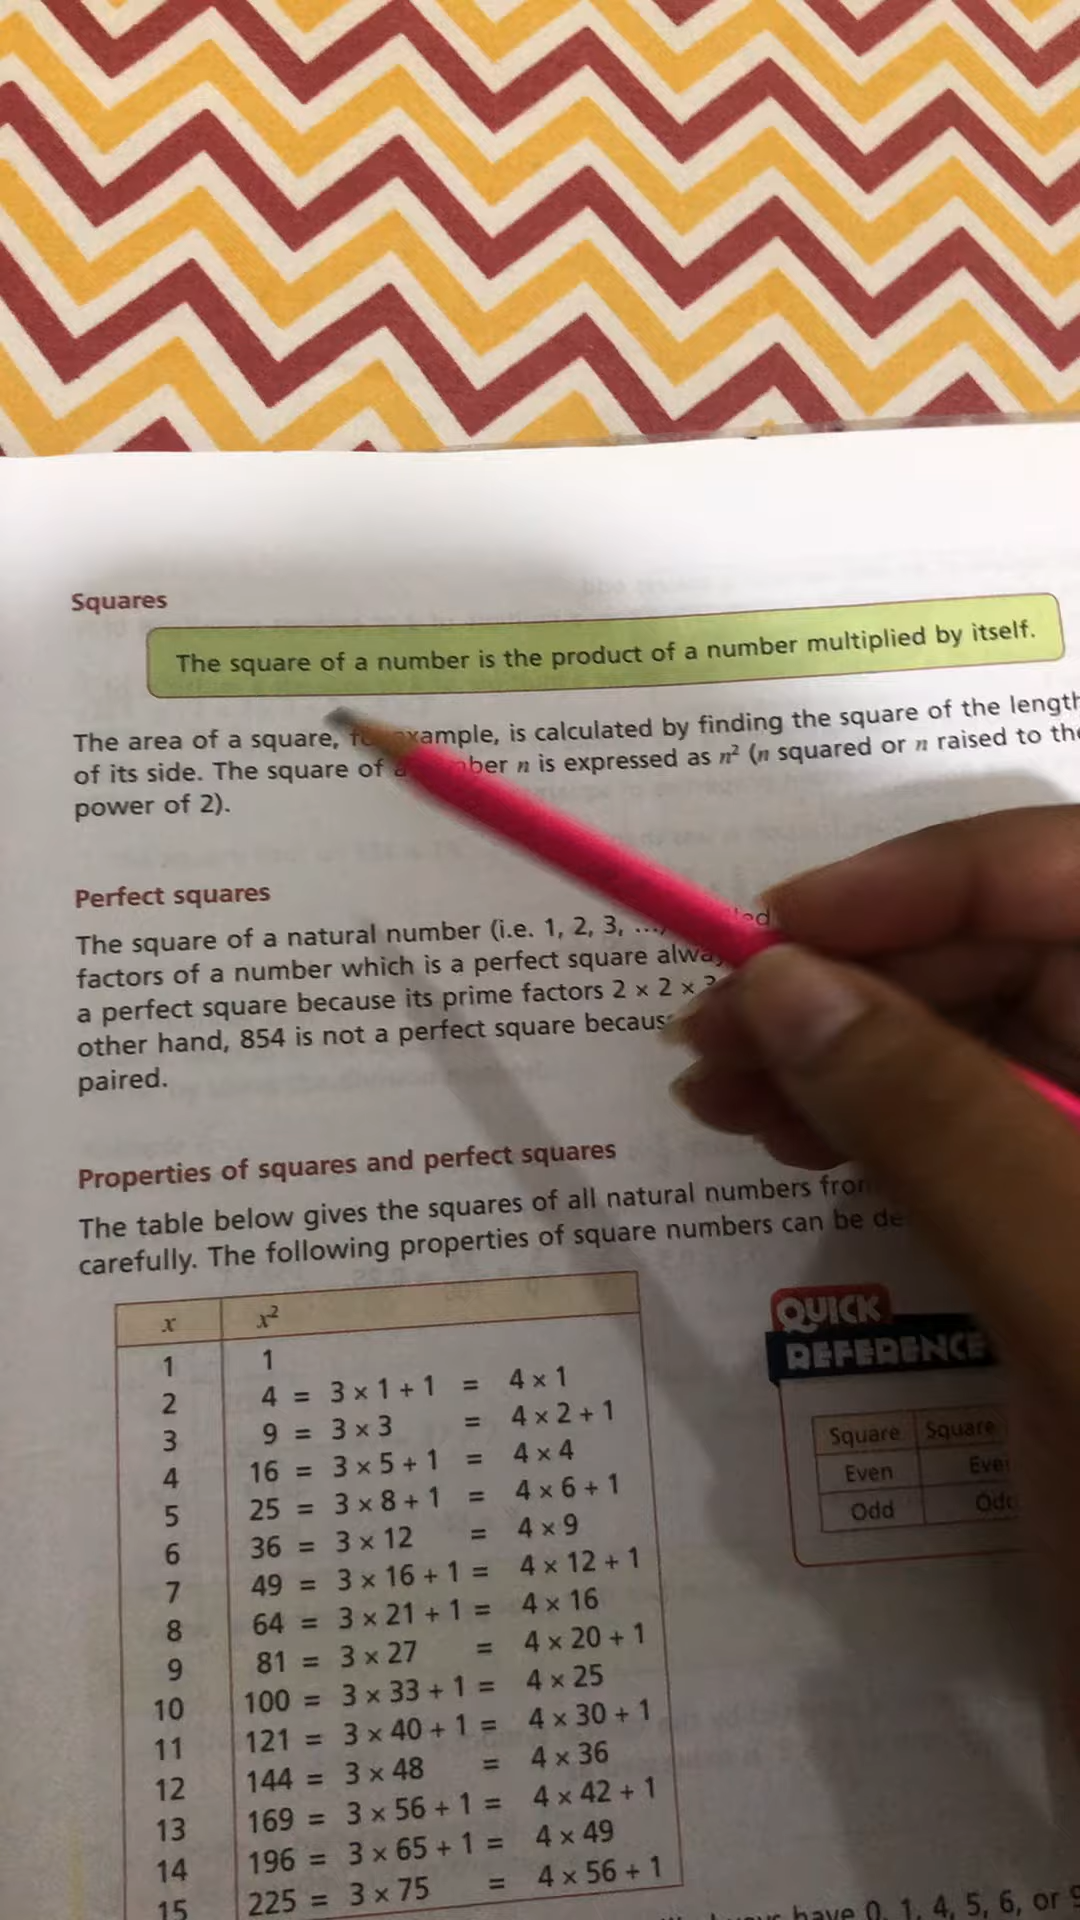 Squares
The square of a number is the product of a number multiplied by itself.
The area of a square, example, is calculated by finding the square of the length
of its side. The square of n is expressed as n² (n squared or n raised to the
power of 2).
Perfect squares
The square of a natural number (i.e. 1, 2, 3, ...
factors of a number which is a perfect square
a perfect square because its prime factors 2 × 2 ×
other hand, 854 is not a perfect square
paired.
Properties of squares and perfect squares
The table below gives the squares of all natural numbers
carefully. The following properties of square numbers can be
x x²
1 1
2 4 = 3 × 1 + 1 = 4 × 1
3 9 = 3 × 3 = 4 × 2 + 1
4 16 = 3 × 5 + 1 = 4 × 4
5 25 = 3 × 8 + 1 = 4 × 6 + 1
6 36 = 3 × 12 = 4 × 9
7 49 = 3 × 16 + 1 = 4 × 12 + 1
8 64 = 3 × 21 + 1 = 4 × 16
9 81 = 3 × 27 = 4 × 20 + 1
10 100 = 3 × 33 + 1 = 4 × 25
11 121 = 3 × 40 + 1 = 4 × 30 + 1
12 144 = 3 × 48 = 4 × 36
13 169 = 3 × 56 + 1 = 4 × 42 + 1
14 196 = 3 × 65 + 1 = 4 × 49
15 225 = 3 × 75 = 4 × 56 + 1
QUICK
REFERENCE
Square Square
Even
Odd
have 0, 1, 4, 5, 6, or